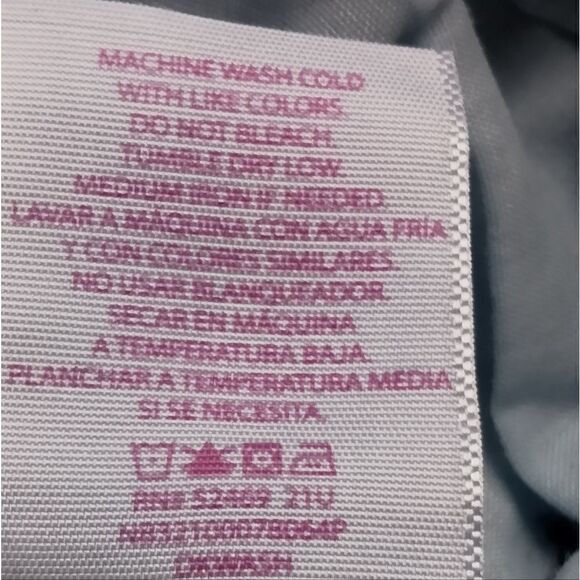 MACHINE WASH COLD
WITH LIKE COLORS.
DO NOT BLEACH.
TUMBLE DRY LOW.
MEDIUM IRON IF NEEDED
LAVAR A MÁQUINA CON AGUA FRÍA
Y CON COLORES SIMILARES.
NO USAR BLANQUEADOR.
SECAR EN MÁQUINA
A TEMPERATURA BAJA.
PLANCHAR A TEMPERATURA MEDIA
SI SE NECESITA.
RN# 52469 21U
DKWASH